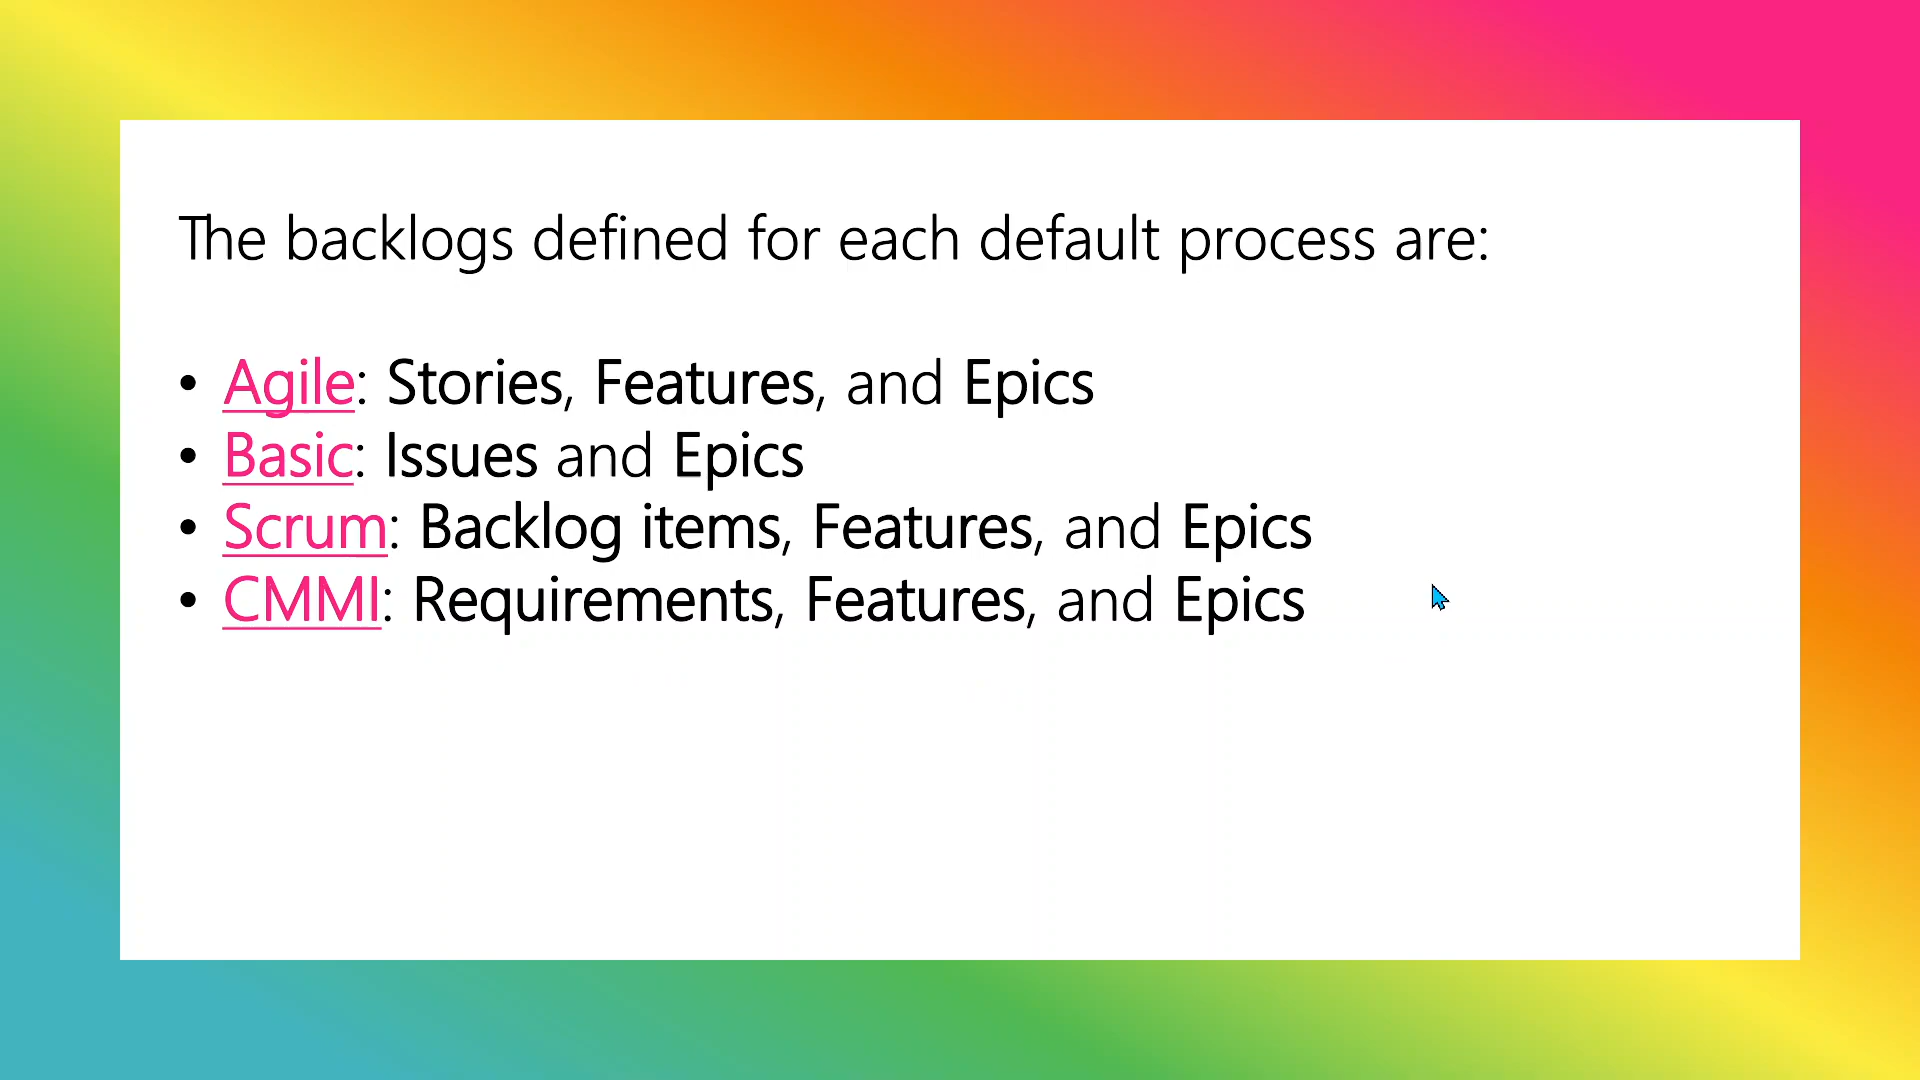 The backlogs defined for each default process are:
• Agile: Stories, Features, and Epics
• Basic: Issues and Epics
• Scrum: Backlog items, Features, and Epics
• CMMI: Requirements, Features, and Epics